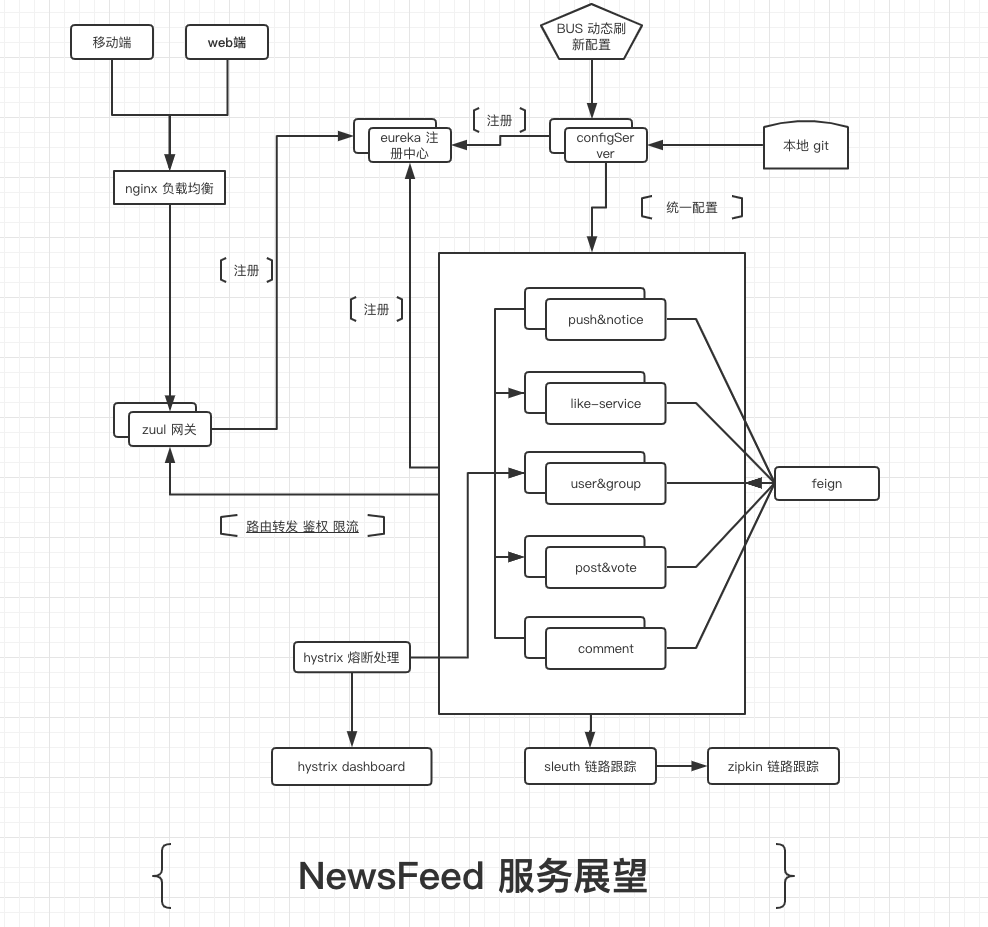 移动端
web端
BUS 动态刷
新配置
注册
eureka 注
册中心
configSer
ver
本地 git
nginx 负载均衡
统一配置
注册
注册
push&notice
like-service
zuul 网关
user&group
feign
路由转发 鉴权 限流
post&vote
comment
hystrix 熔断处理
hystrix dashboard
sleuth 链路跟踪
zipkin 链路跟踪
NewsFeed 服务展望